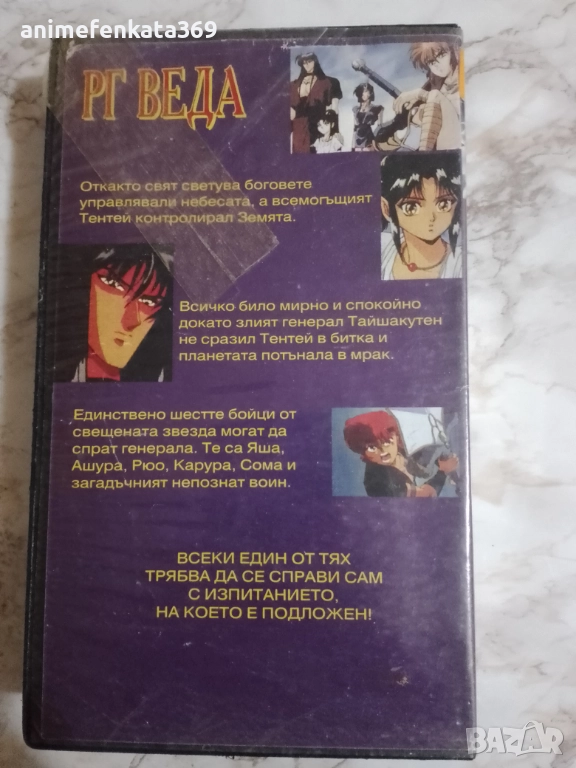 animefenkata369
РГ ВЕДА
Откакто свят светува боговете
управлявали небесата, а всемогъщият
Тентей контролирал Земята.
Всичко било мирно и спокойно
докато злият генерал Тайшакутен
не сразил Тентей в битка и
планетата потънала в мрак.
Единствено шестте бойци от
свещената звезда могат да
спрат генерала. Те са Яша,
Ашура, Рюо, Карура, Сома и
загадъчният непознат воин.
ВСЕКИ ЕДИН ОТ ТЯХ
ТРЯБВА ДА СЕ СПРАВИ САМ
С ИЗПИТАНИЕТО,
НА КОЕТО Е ПОДЛОЖЕН!
BAZAR